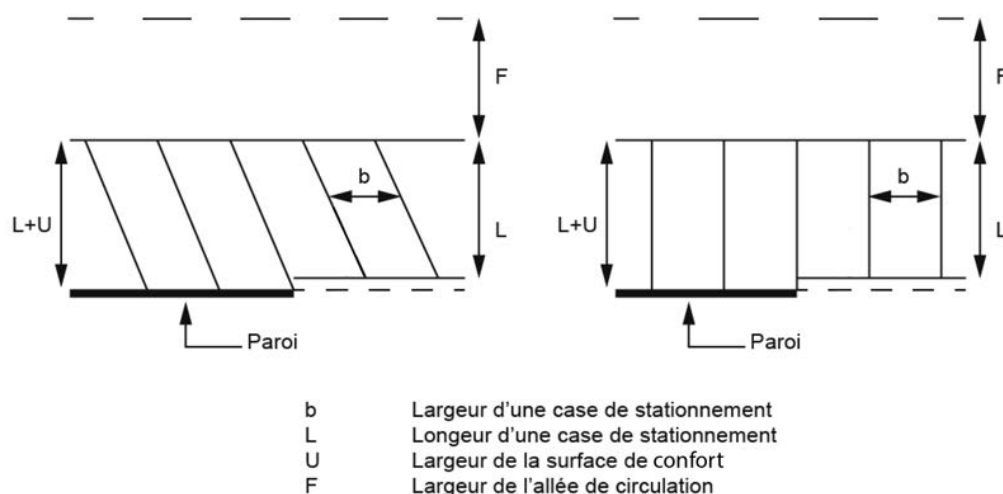 F
b
L+U
L
Paroi
F
b
L+U
L
Paroi
b Largeur d'une case de stationnement
L Longeur d'une case de stationnement
U Largeur de la surface de confort
F Largeur de l'allée de circulation